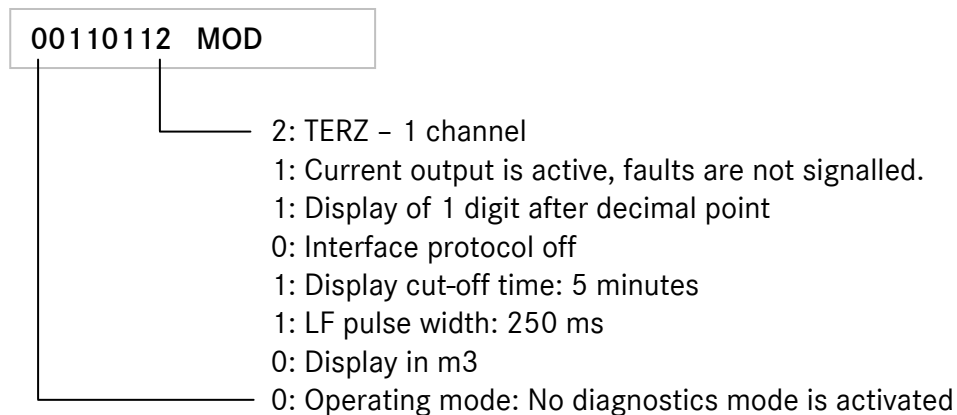 00110112 MOD
2: TERZ – 1 channel
1: Current output is active, faults are not signalled.
1: Display of 1 digit after decimal point
0: Interface protocol off
1: Display cut-off time: 5 minutes
1: LF pulse width: 250 ms
0: Display in m3
0: Operating mode: No diagnostics mode is activated